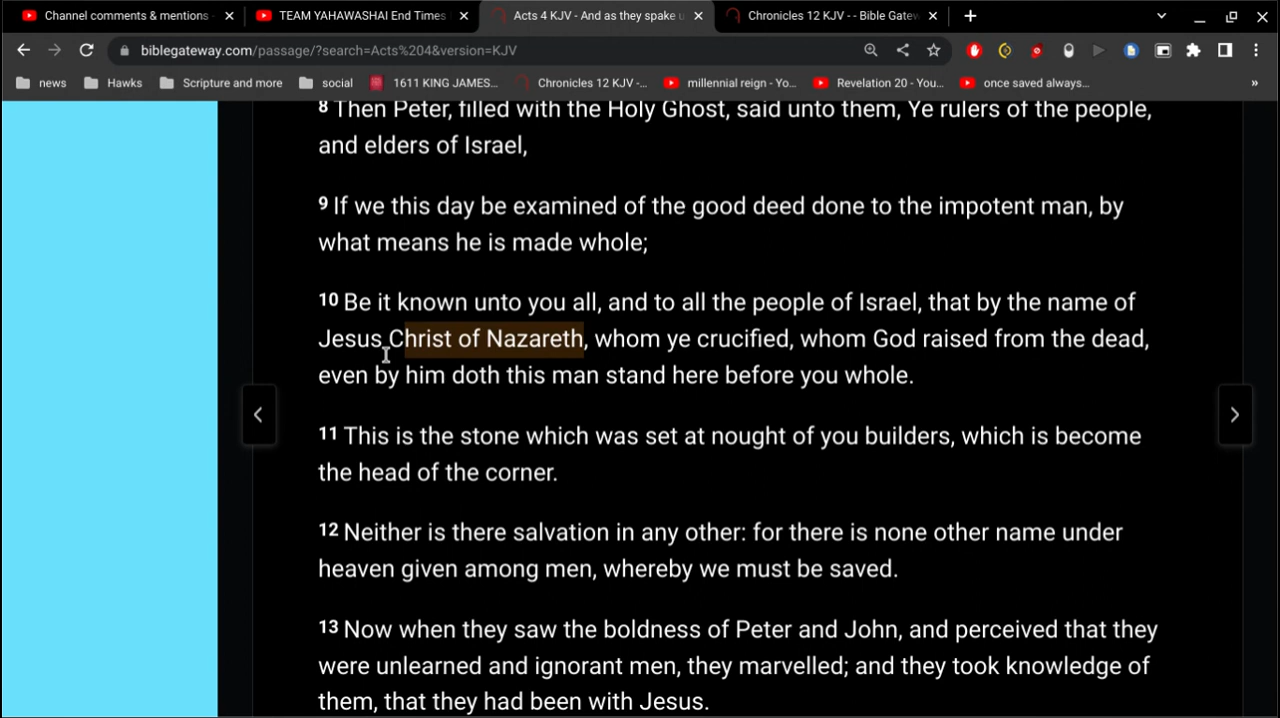 Channel comments & mentions
TEAM YAHAWASHAI End Times
Acts 4 KJV - And as they spake u
Chronicles 12 KJV - - Bible Gatew
biblegateway.com/passage/?search=Acts%204&version=KJV
news
Hawks
Scripture and more
social
1611 KING JAMES...
Chronicles 12 KJV -...
millennial reign - Yo...
Revelation 20 - You...
once saved always...
»
8 Then Peter, filled with the Holy Ghost, said unto them, Ye rulers of the people,
and elders of Israel,
9 If we this day be examined of the good deed done to the impotent man, by
what means he is made whole;
10 Be it known unto you all, and to all the people of Israel, that by the name of
Jesus Christ of Nazareth, whom ye crucified, whom God raised from the dead,
even by him doth this man stand here before you whole.
11 This is the stone which was set at nought of you builders, which is become
the head of the corner.
12 Neither is there salvation in any other: for there is none other name under
heaven given among men, whereby we must be saved.
13 Now when they saw the boldness of Peter and John, and perceived that they
were unlearned and ignorant men, they marvelled; and they took knowledge of
them, that they had been with Jesus.